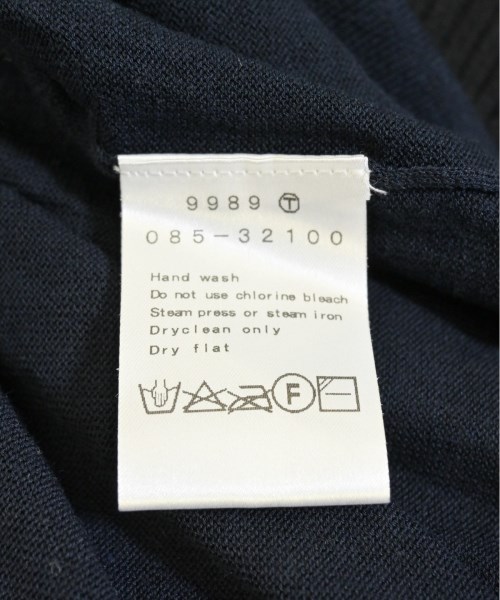 9989 Ⓣ
085-32100
Hand wash
Do not use chlorine bleach
Steam press or steam iron
Dryclean only
Dry flat
F